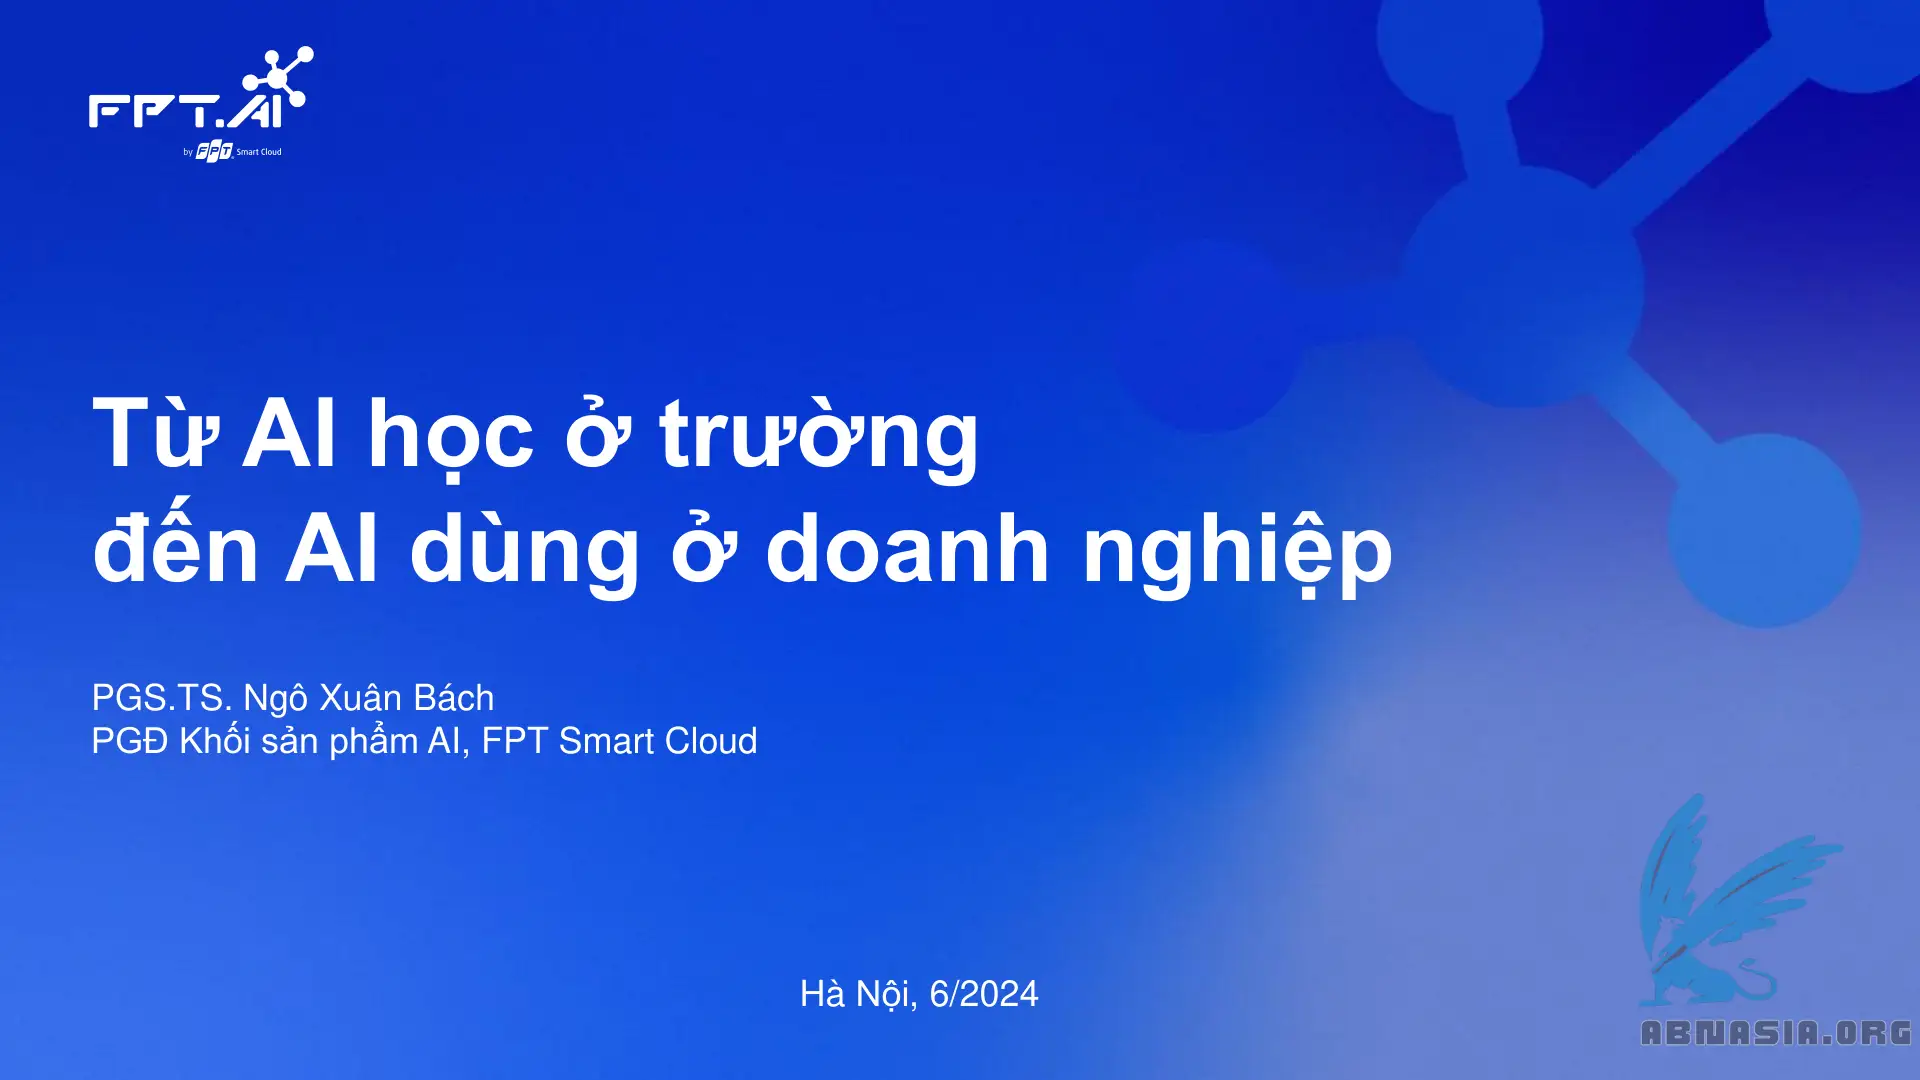 FPT.AI
by FPT Smart Cloud
Từ AI học ở trường
đến AI dùng ở doanh nghiệp
PGS.TS. Ngô Xuân Bách
PGĐ Khối sản phẩm AI, FPT Smart Cloud
Hà Nội, 6/2024
ABNASIA.ORG